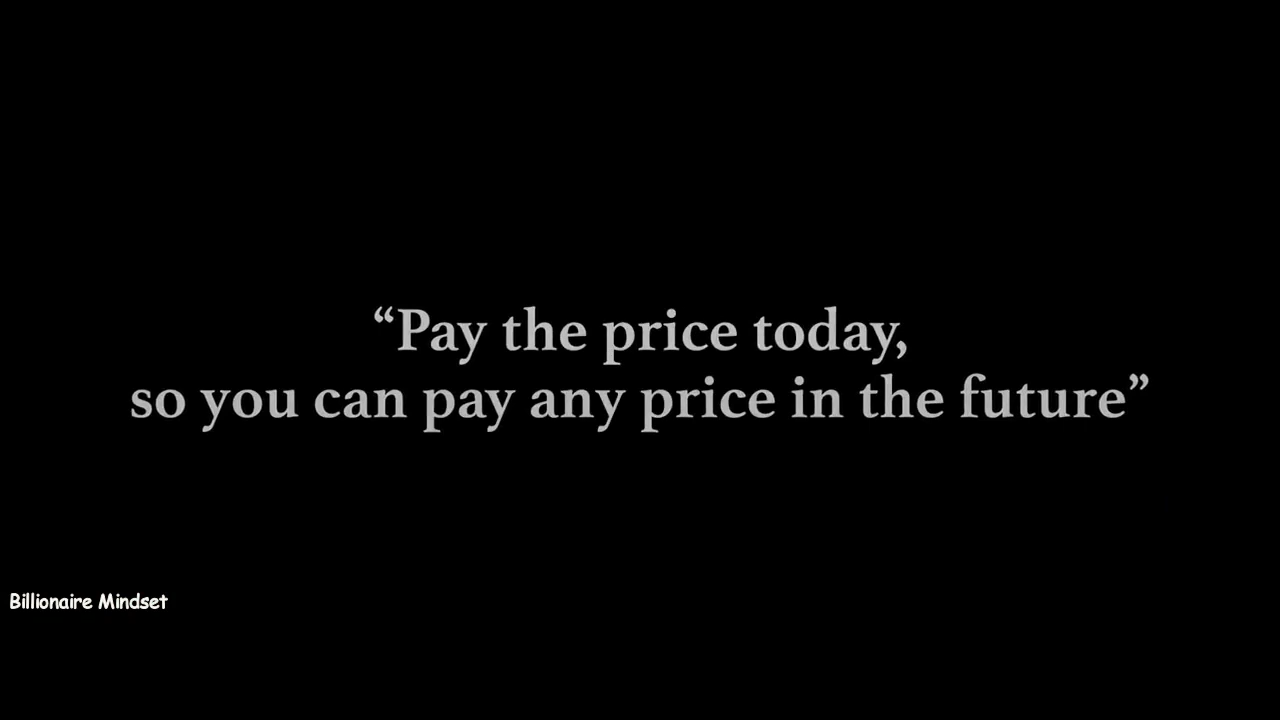 “Pay the price today,
so you can pay any price in the future”
Billionaire Mindset